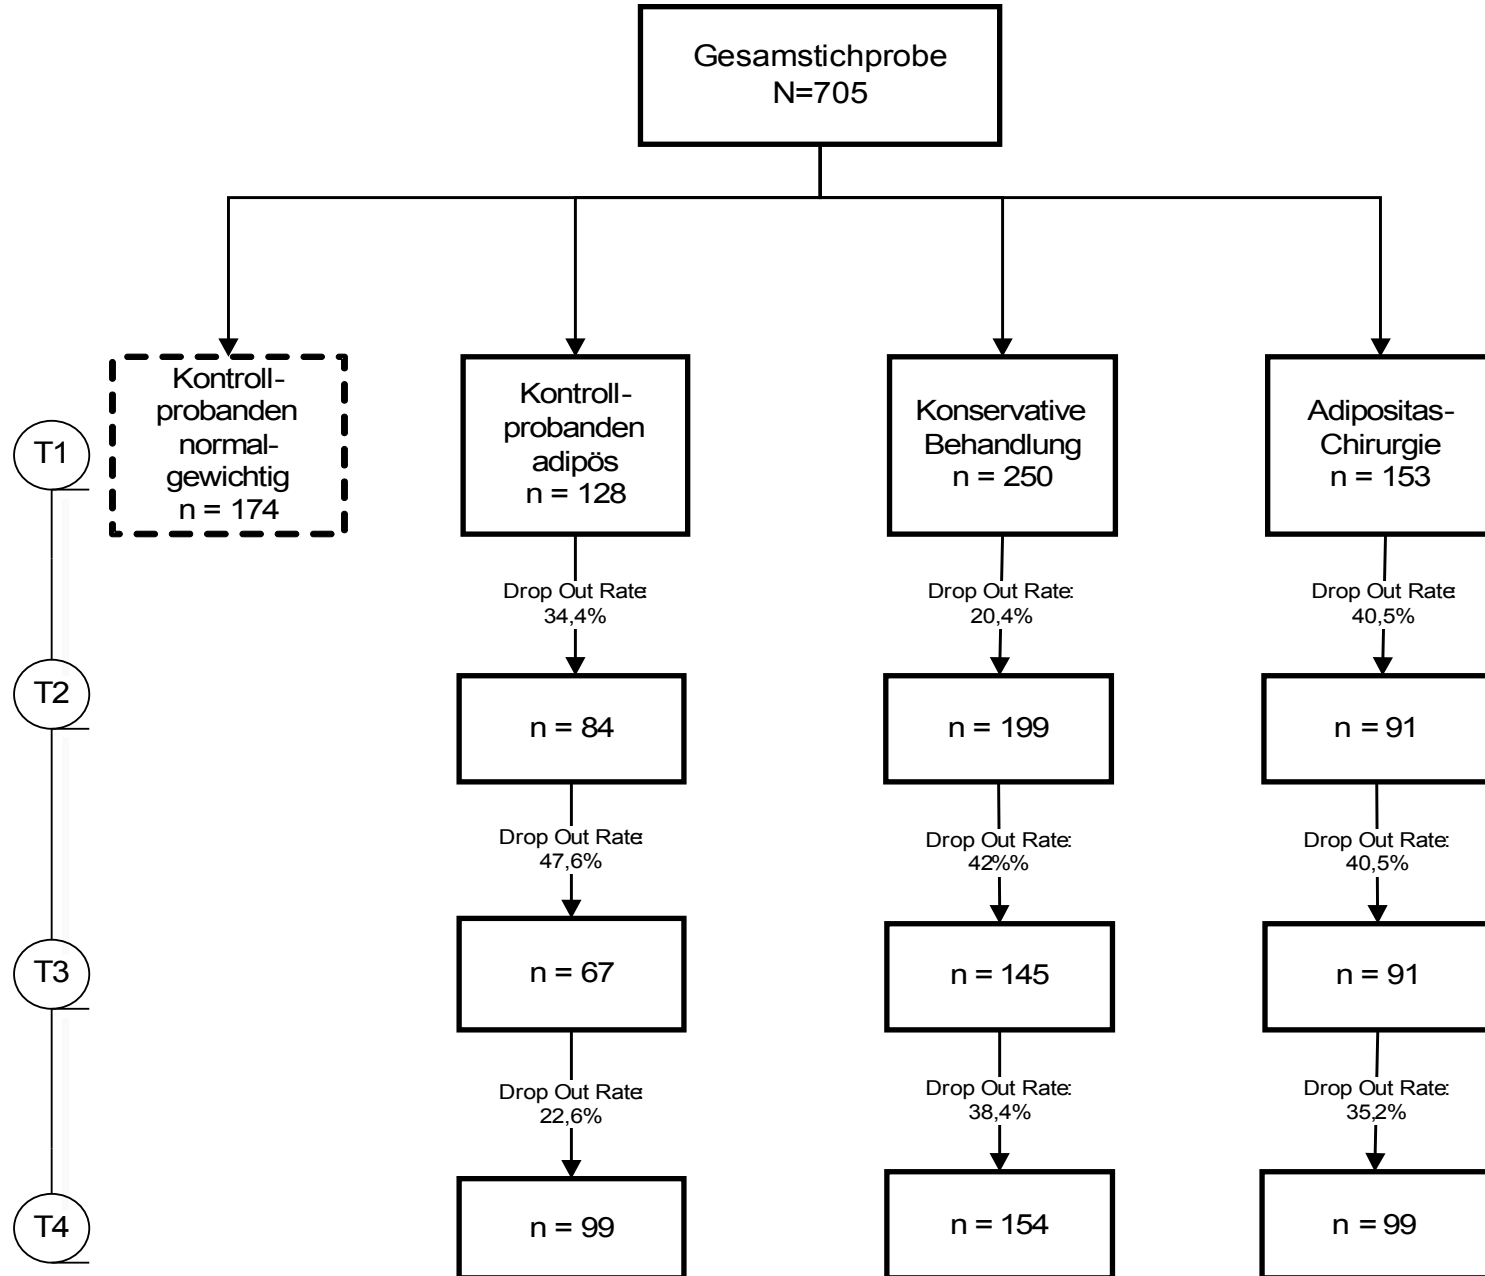 Gesamstichprobe
N=705
Kontroll-
probanden
normal-
gewichtig
n = 174
Kontroll-
probanden
adipös
n = 128
Konservative
Behandlung
n = 250
Adipositas-
Chirurgie
n = 153
T1
Drop Out Rate:
34,4%
Drop Out Rate:
20,4%
Drop Out Rate:
40,5%
T2
n = 84
n = 199
n = 91
Drop Out Rate:
47,6%
Drop Out Rate:
42%%
Drop Out Rate:
40,5%
T3
n = 67
n = 145
n = 91
Drop Out Rate:
22,6%
Drop Out Rate:
38,4%
Drop Out Rate:
35,2%
T4
n = 99
n = 154
n = 99